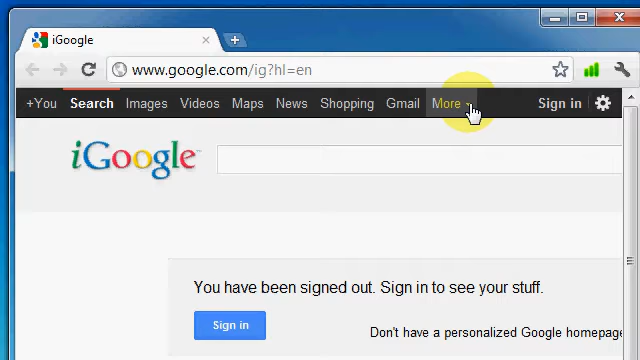 iGoogle
www.google.com/ig?hl=en
+You Search Images Videos Maps News Shopping Gmail More Sign in
iGoogle™
You have been signed out. Sign in to see your stuff.
Sign in
Don't have a personalized Google homepage